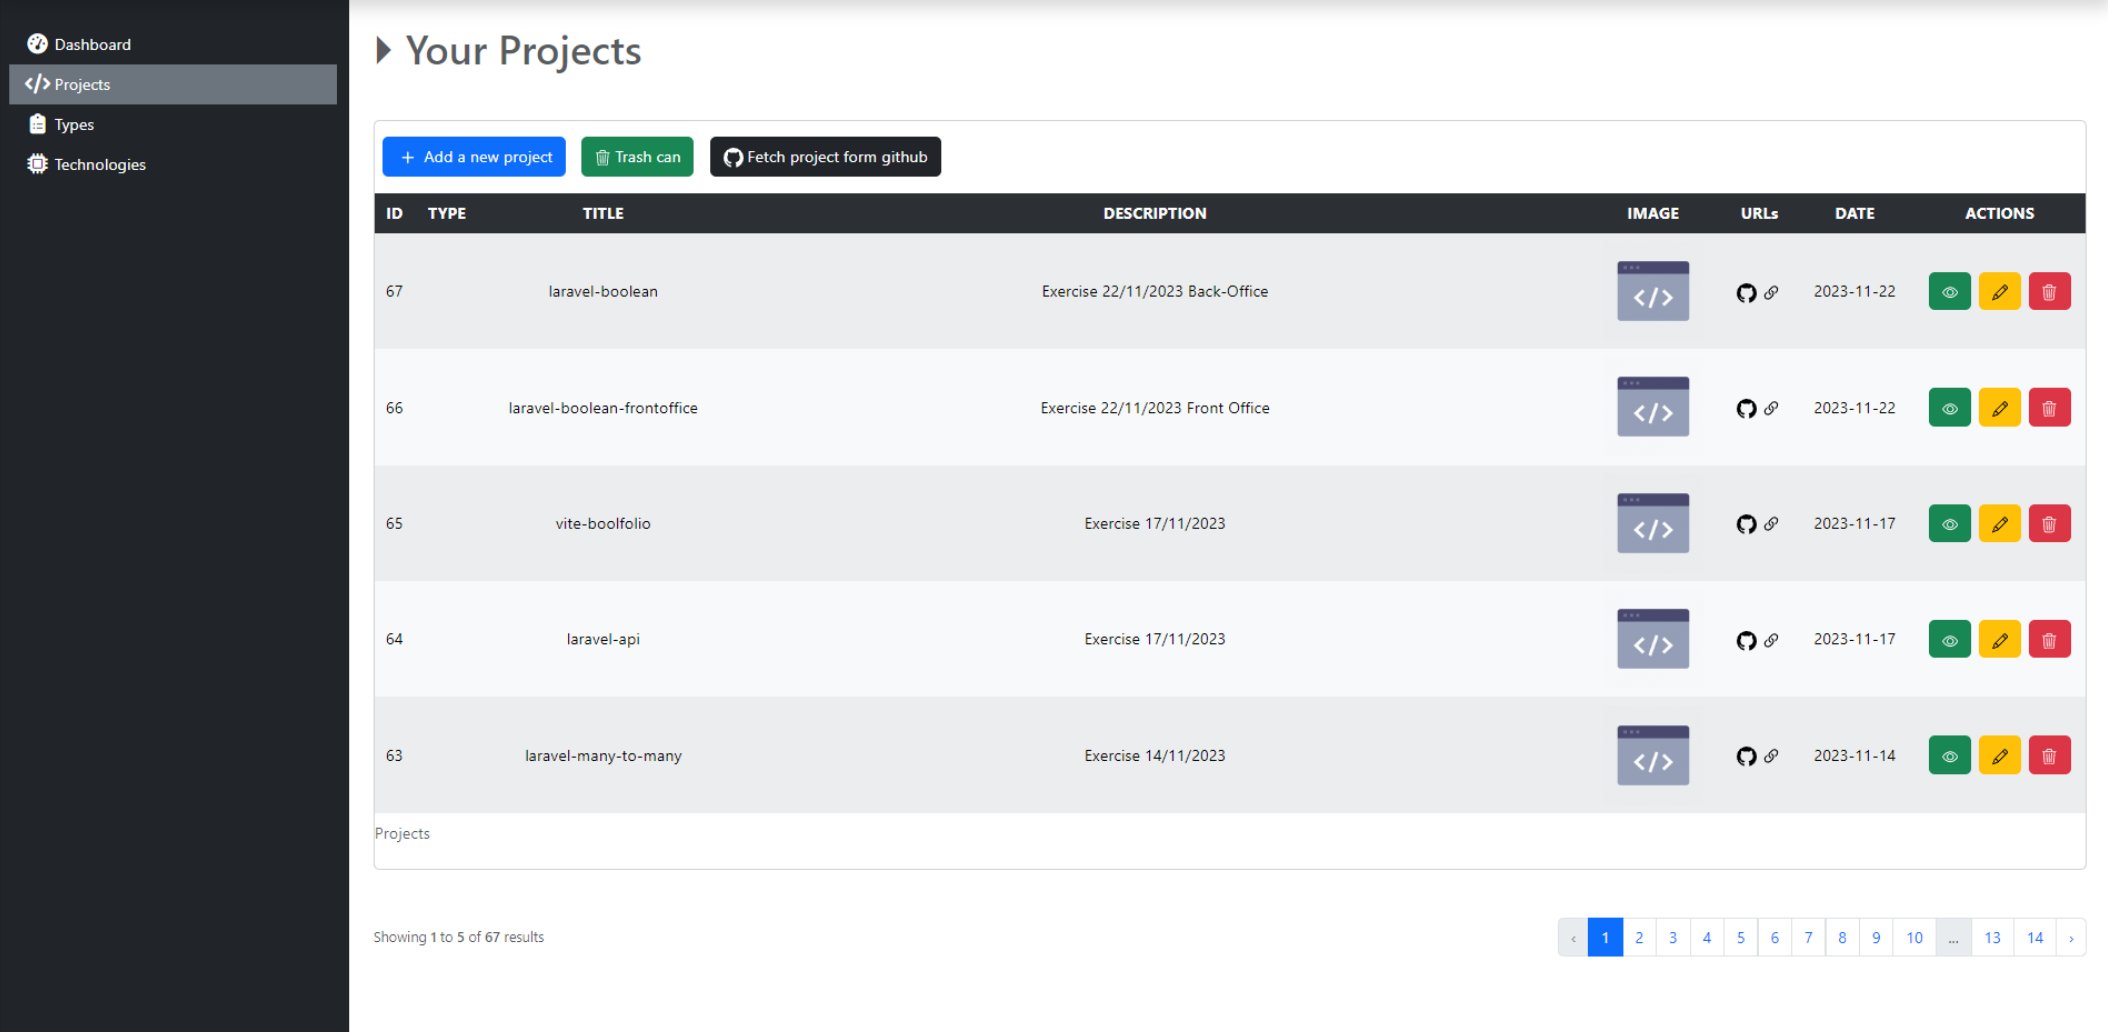 Dashboard
Projects
Types
Technologies
Your Projects
+ Add a new project Trash can Fetch project form github
ID TYPE TITLE DESCRIPTION IMAGE URLs DATE ACTIONS
67 laravel-boolean Exercise 22/11/2023 Back-Office </> 2023-11-22
66 laravel-boolean-frontoffice Exercise 22/11/2023 Front Office </> 2023-11-22
65 vite-boolfolio Exercise 17/11/2023 </> 2023-11-17
64 laravel-api Exercise 17/11/2023 </> 2023-11-17
63 laravel-many-to-many Exercise 14/11/2023 </> 2023-11-14
Projects
Showing 1 to 5 of 67 results ‹ 1 2 3 4 5 6 7 8 9 10 ... 13 14 ›